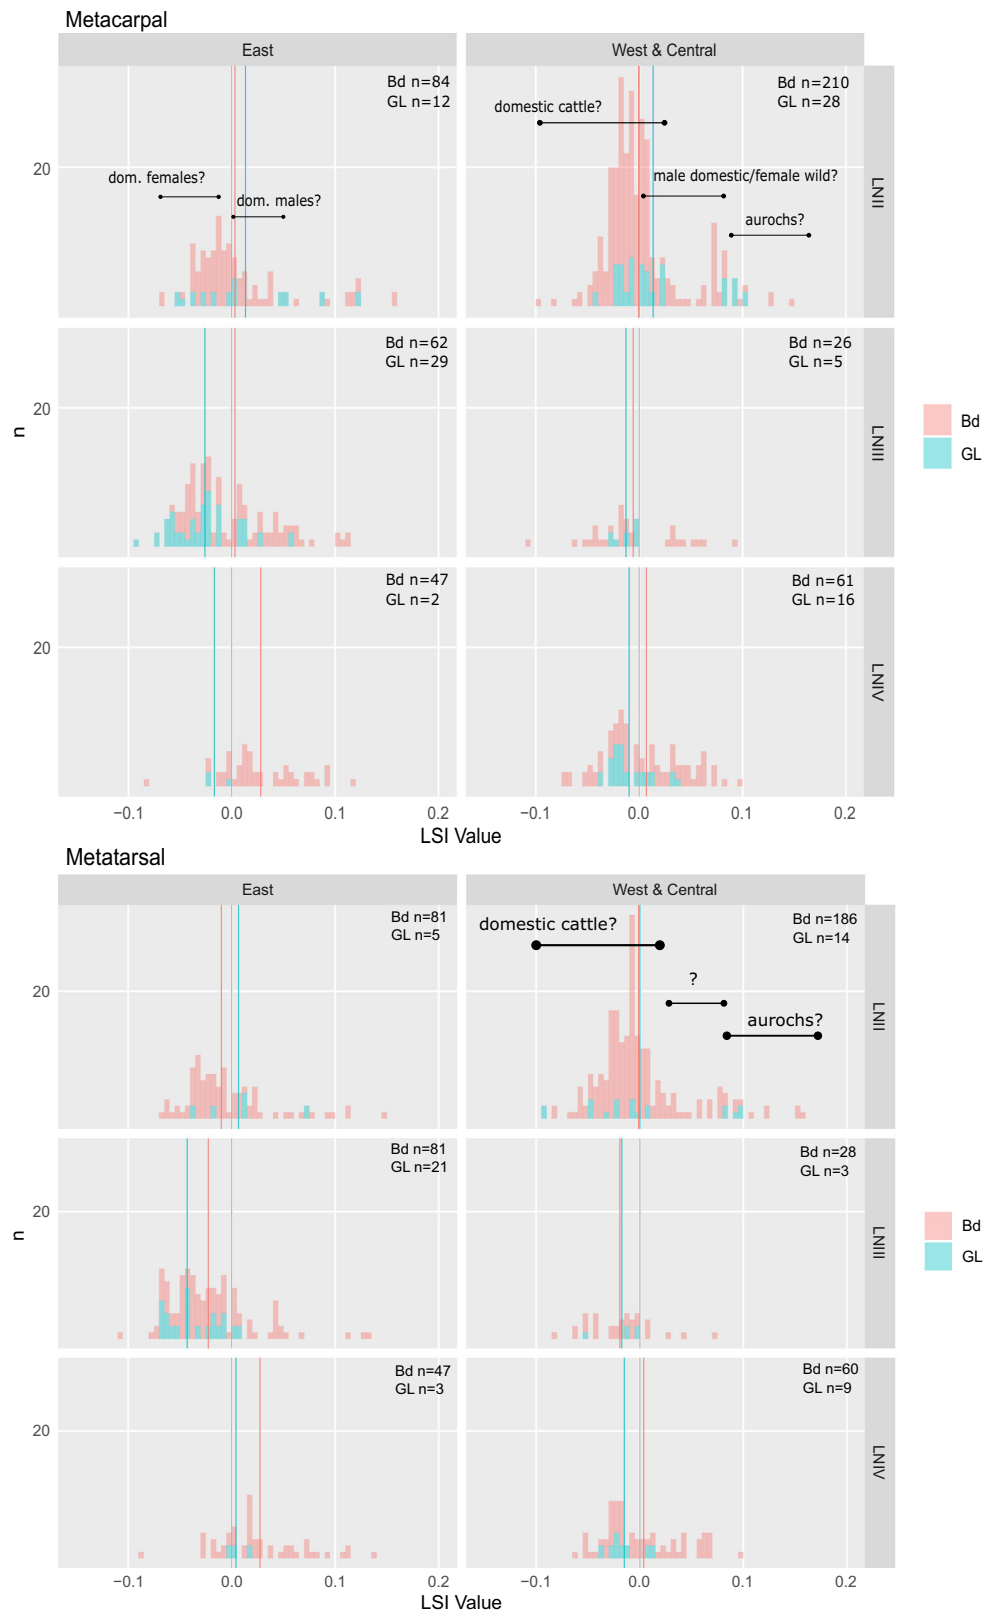 Metacarpal
East
West & Central
Bd n=84
GL n=12
dom. females?
dom. males?
20
Bd n=210
GL n=28
domestic cattle?
male domestic/female wild?
aurochs?
LNII
Bd n=62
GL n=29
20
Bd n=26
GL n=5
LNIII
n
Bd
GL
Bd n=47
GL n=2
20
Bd n=61
GL n=16
LNIV
−0.1 0.0 0.1 0.2
−0.1 0.0 0.1 0.2
LSI Value
Metatarsal
East
West & Central
Bd n=81
GL n=5
20
Bd n=186
GL n=14
domestic cattle?
?
aurochs?
LNII
Bd n=81
GL n=21
20
Bd n=28
GL n=3
LNIII
n
Bd
GL
Bd n=47
GL n=3
20
Bd n=60
GL n=9
LNIV
−0.1 0.0 0.1 0.2
−0.1 0.0 0.1 0.2
LSI Value